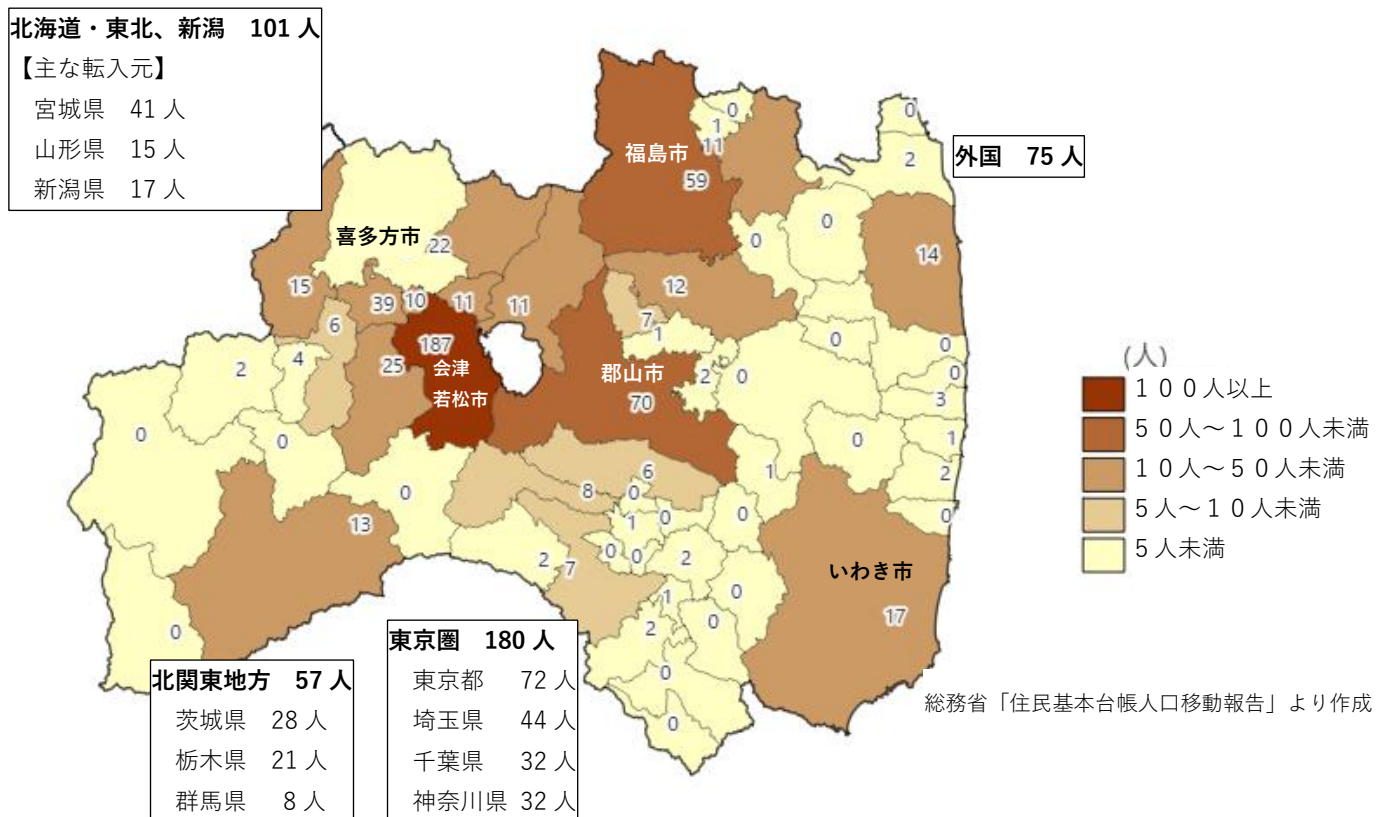 北海道・東北、新潟　101 人
【主な転入元】
宮城県　41 人
山形県　15 人
新潟県　17 人
0
1
11
福島市
59
0
2
外国　75 人
喜多方市
22
0
0
14
15
39
10
11
11
12
6
7
1
0
0
187
会津
若松市
25
4
2
郡山市
70
2
0
0
3
0
0
0
1
2
0
1
0
13
0
6
8
0
1
0
0
2
7
0
0
2
0
いわき市
17
1
2
0
0
0
0
(人)
１００人以上
５０人～１００人未満
１０人～５０人未満
５人～１０人未満
５人未満
北関東地方　57 人
茨城県　28 人
栃木県　21 人
群馬県　8 人
東京圏　180 人
東京都　72 人
埼玉県　44 人
千葉県　32 人
神奈川県 32 人
総務省「住民基本台帳人口移動報告」より作成